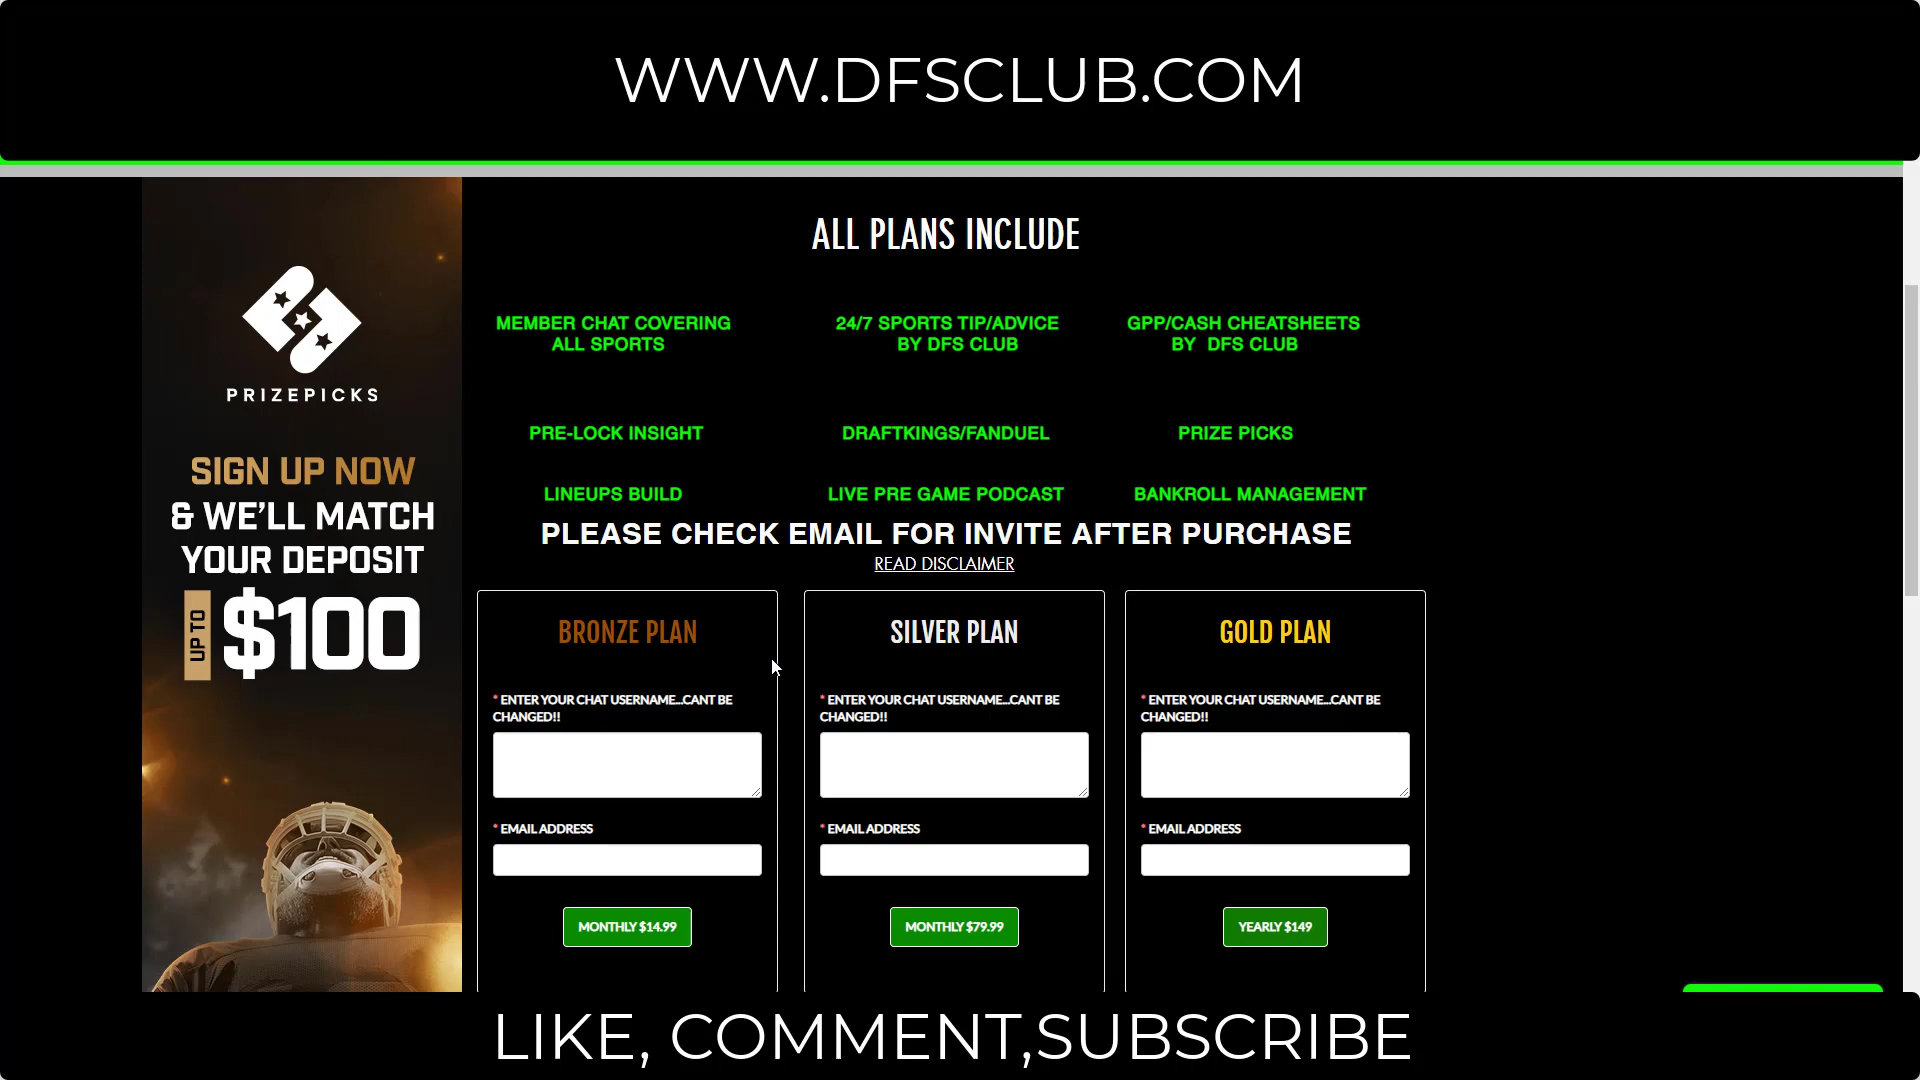 WWW.DFSCLUB.COM
PRIZEPICKS
SIGN UP NOW
& WE'LL MATCH
YOUR DEPOSIT
UP TO $100
ALL PLANS INCLUDE
MEMBER CHAT COVERING
ALL SPORTS
24/7 SPORTS TIP/ADVICE
BY DFS CLUB
GPP/CASH CHEATSHEETS
BY DFS CLUB
PRE-LOCK INSIGHT
DRAFTKINGS/FANDUEL
PRIZE PICKS
LINEUPS BUILD
LIVE PRE GAME PODCAST
BANKROLL MANAGEMENT
PLEASE CHECK EMAIL FOR INVITE AFTER PURCHASE
READ DISCLAIMER
BRONZE PLAN
* ENTER YOUR CHAT USERNAME...CANT BE
CHANGED!!
* EMAIL ADDRESS
MONTHLY $14.99
SILVER PLAN
* ENTER YOUR CHAT USERNAME...CANT BE
CHANGED!!
* EMAIL ADDRESS
MONTHLY $79.99
GOLD PLAN
* ENTER YOUR CHAT USERNAME...CANT BE
CHANGED!!
* EMAIL ADDRESS
YEARLY $149
LIKE, COMMENT,SUBSCRIBE